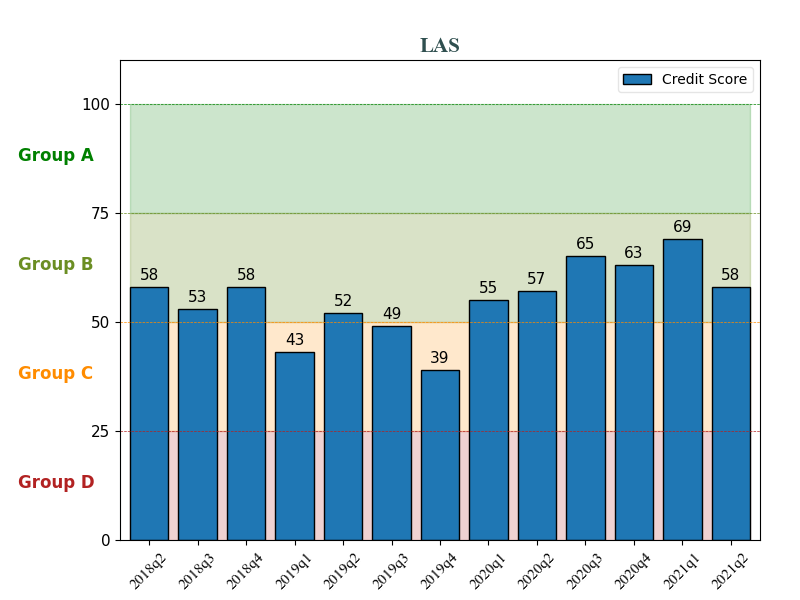 LAS
Credit Score
100
Group A
75
Group B
50
Group C
25
Group D
0
58
53
58
43
52
49
39
55
57
65
63
69
58
2018q2
2018q3
2018q4
2019q1
2019q2
2019q3
2019q4
2020q1
2020q2
2020q3
2020q4
2021q1
2021q2